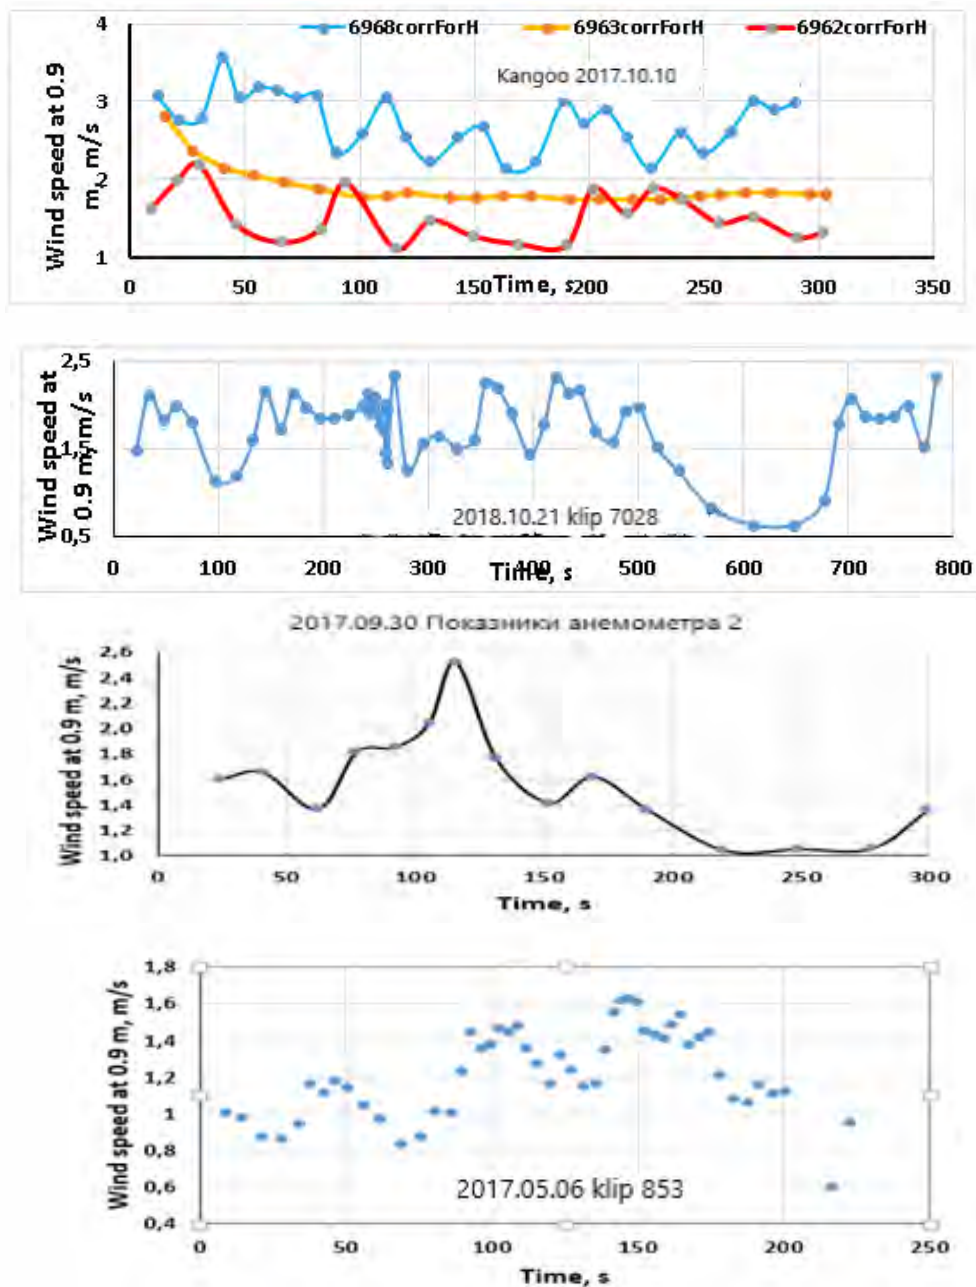 4
3
2
1
Wind speed at 0.9
m, m/s
6968corrForH 6963corrForH 6962corrForH
Kangoo 2017.10.10
0 50 100 150 200 250 300 350
Time, s
2,5
1,5
0,5
Wind speed at
0.9 m, m/s
2018.10.21 klip 7028
0 100 200 300 400 500 600 700 800
Time, s
2017.09.30 Показники анемометра 2
2,6
2,4
2,2
2,0
1,8
1,6
1,4
1,2
1,0
Wind speed at 0.9 m, m/s
0 50 100 150 200 250 300
Time, s
1,8
1,6
1,4
1,2
1
0,8
0,6
0,4
Wind speed at 0.9 m, m/s
2017.05.06 klip 853
0 50 100 150 200 250
Time, s